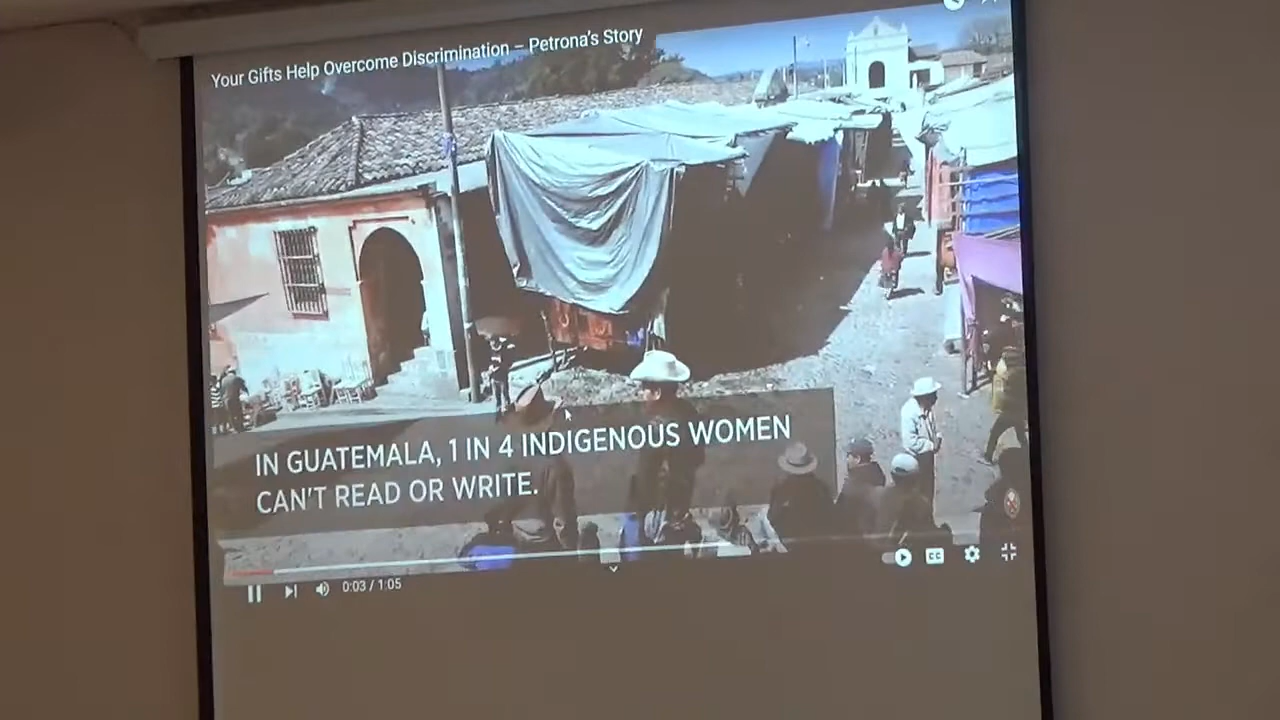 Your Gifts Help Overcome Discrimination – Petrona's Story
IN GUATEMALA, 1 IN 4 INDIGENOUS WOMEN
CAN'T READ OR WRITE.
0:03 / 1:05
CC